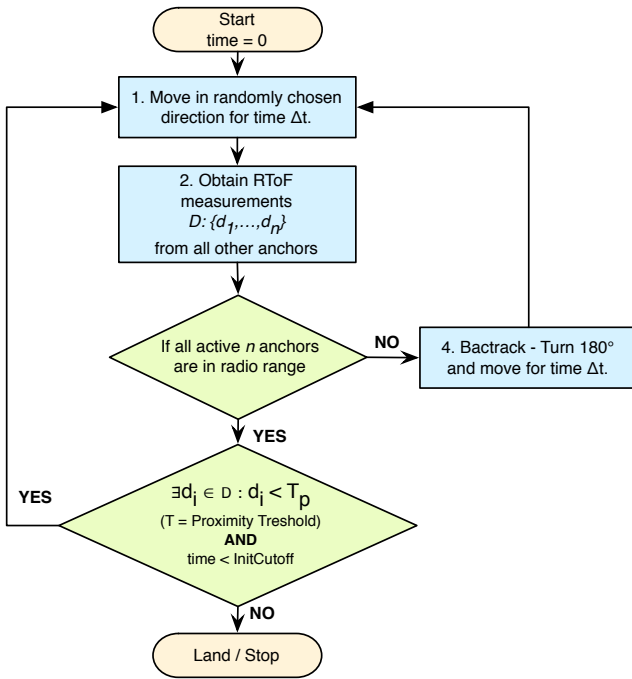 Start
time = 0
1. Move in randomly chosen
direction for time Δt.
2. Obtain RToF
measurements
D: {d₁,...,dₙ}
from all other anchors
If all active n anchors
are in radio range
NO
4. Bactrack - Turn 180°
and move for time Δt.
YES
YES
∃dᵢ ∈ D : dᵢ < Tₚ
(T = Proximity Treshold)
AND
time < InitCutoff
NO
Land / Stop